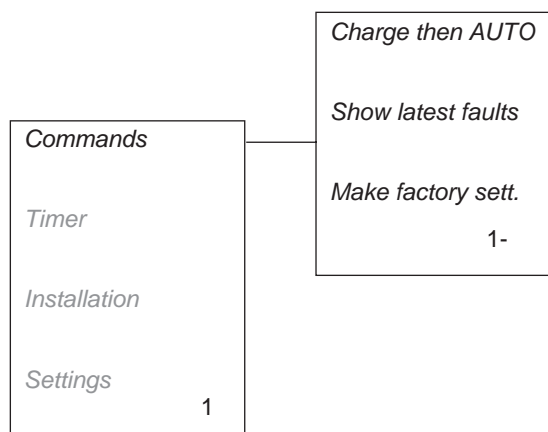 Commands
Timer
Installation
Settings
1
Charge then AUTO
Show latest faults
Make factory sett.
1-